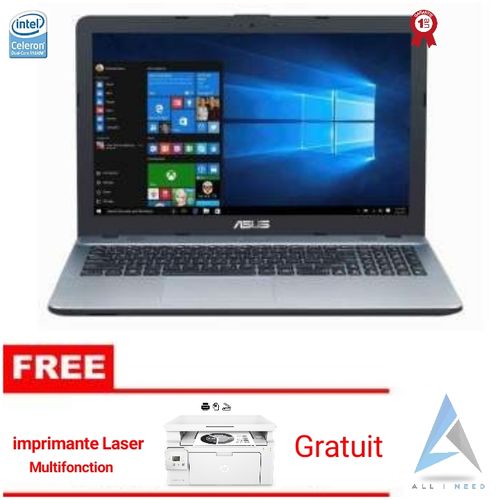 intel
Celeron
ASUS
FREE
imprimante Laser
Multifonction
Gratuit
ALL I NEED